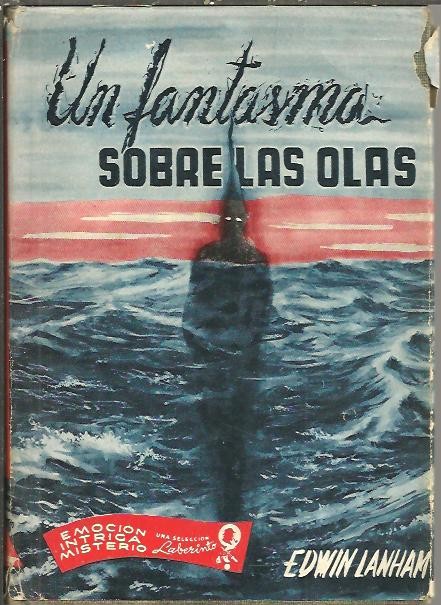 Un fantasma
SOBRE LAS OLAS
EMOCION
INTRIGA
MISTERIO
UNA SELECCION
Laberinto
EDWIN LANHAM